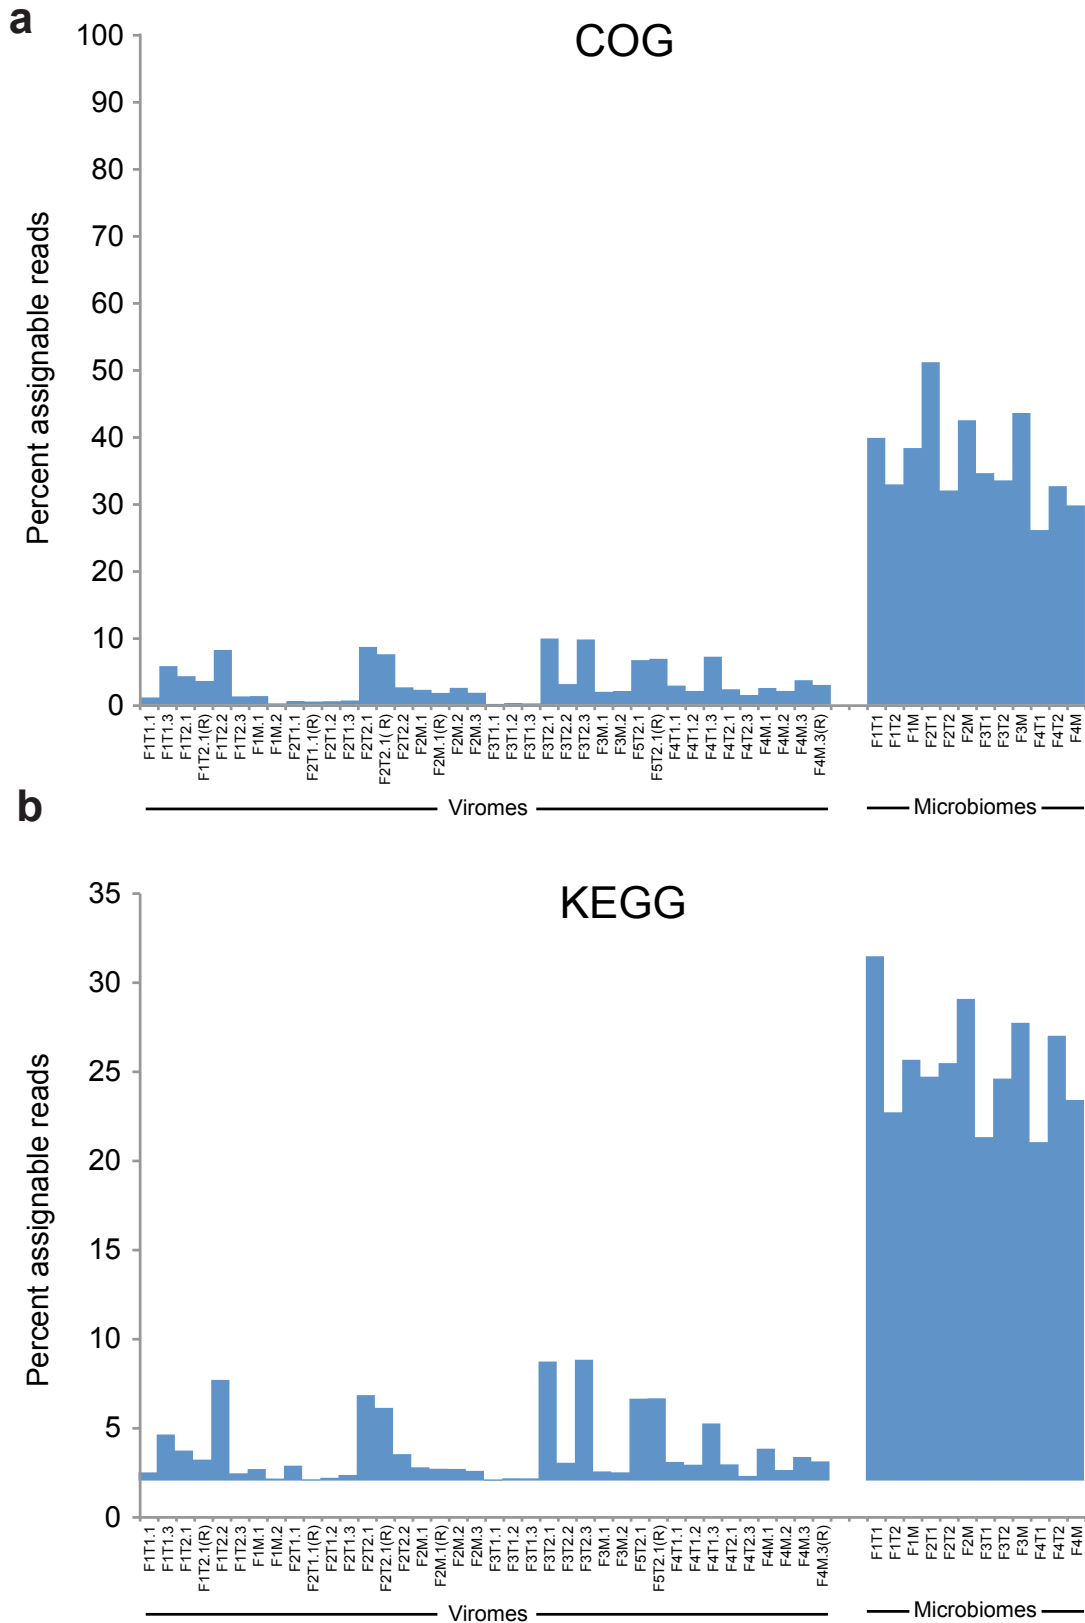 a
COG
Percent assignable reads
100
90
80
70
60
50
40
30
20
10
0
F1T1.1
F1T1.3
F1T2.1
F1T2.1(R)
F1T2.2
F1T2.3
F1M.1
F1M.2
F2T1.1
F2T1.1(R)
F2T1.2
F2T1.3
F2T2.1
F2T2.1( R)
F2T2.2
F2M.1
F2M.1(R)
F2M.2
F2M.3
F3T1.1
F3T1.2
F3T1.3
F3T2.1
F3T2.2
F3T2.3
F3M.1
F3M.2
F5T2.1
F5T2.1(R)
F4T1.1
F4T1.2
F4T1.3
F4T2.1
F4T2.3
F4M.1
F4M.2
F4M.3
F4M.3(R)
F1T1
F1T2
F1M
F2T1
F2T2
F2M
F3T1
F3T2
F3M
F4T1
F4T2
F4M
Viromes
Microbiomes
b
KEGG
Percent assignable reads
35
30
25
20
15
10
5
0
F1T1.1
F1T1.3
F1T2.1
F1T2.1(R)
F1T2.2
F1T2.3
F1M.1
F1M.2
F2T1.1
F2T1.1(R)
F2T1.2
F2T1.3
F2T2.1
F2T2.1(R)
F2T2.2
F2M.1
F2M.1(R)
F2M.2
F2M.3
F3T1.1
F3T1.2
F3T1.3
F3T2.1
F3T2.2
F3T2.3
F3M.1
F3M.2
F5T2.1
F5T2.1(R)
F4T1.1
F4T1.2
F4T1.3
F4T2.1
F4T2.3
F4M.1
F4M.2
F4M.3
F4M.3(R)
F1T1
F1T2
F1M
F2T1
F2T2
F2M
F3T1
F3T2
F3M
F4T1
F4T2
F4M
Viromes
Microbiomes